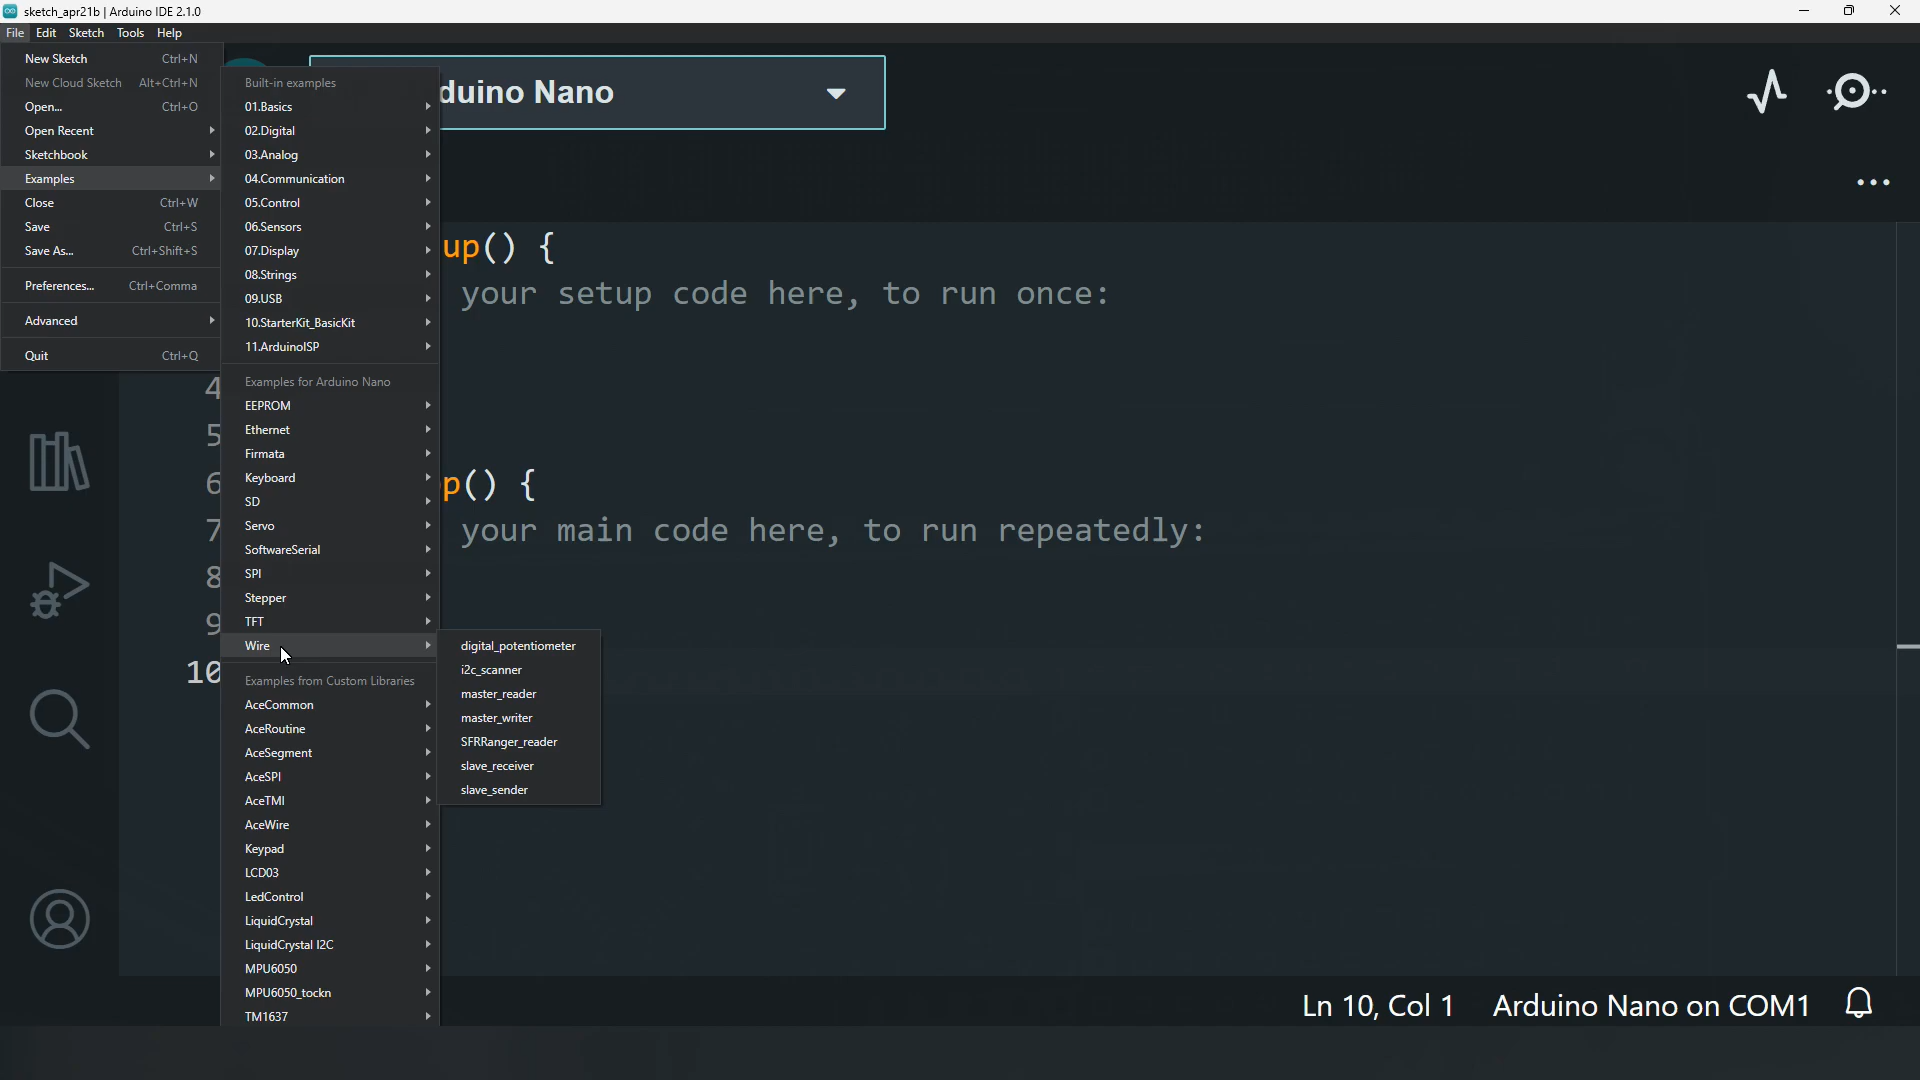 sketch_apr21b | Arduino IDE 2.1.0
File Edit Sketch Tools Help
New Sketch Ctrl+N
New Cloud Sketch Alt+Ctrl+N
Open... Ctrl+O
Open Recent
Sketchbook
Examples
Close Ctrl+W
Save Ctrl+S
Save As... Ctrl+Shift+S
Preferences... Ctrl+Comma
Advanced
Quit Ctrl+Q
Built-in examples
01.Basics
02.Digital
03.Analog
04.Communication
05.Control
06.Sensors
07.Display
08.Strings
09.USB
10.StarterKit_BasicKit
11.ArduinoISP
Examples for Arduino Nano
EEPROM
Ethernet
Firmata
Keyboard
SD
Servo
SoftwareSerial
SPI
Stepper
TFT
Wire
Examples from Custom Libraries
AceCommon
AceRoutine
AceSegment
AceSPI
AceTMI
AceWire
Keypad
LCD03
LedControl
LiquidCrystal
LiquidCrystal I2C
MPU6050
MPU6050_tockn
TM1637
digital_potentiometer
i2c_scanner
master_reader
master_writer
SFRRanger_reader
slave_receiver
slave_sender
duino Nano
up() {
your setup code here, to run once:
4
5
6 p() {
7 your main code here, to run repeatedly:
8
9
10
Ln 10, Col 1 Arduino Nano on COM1